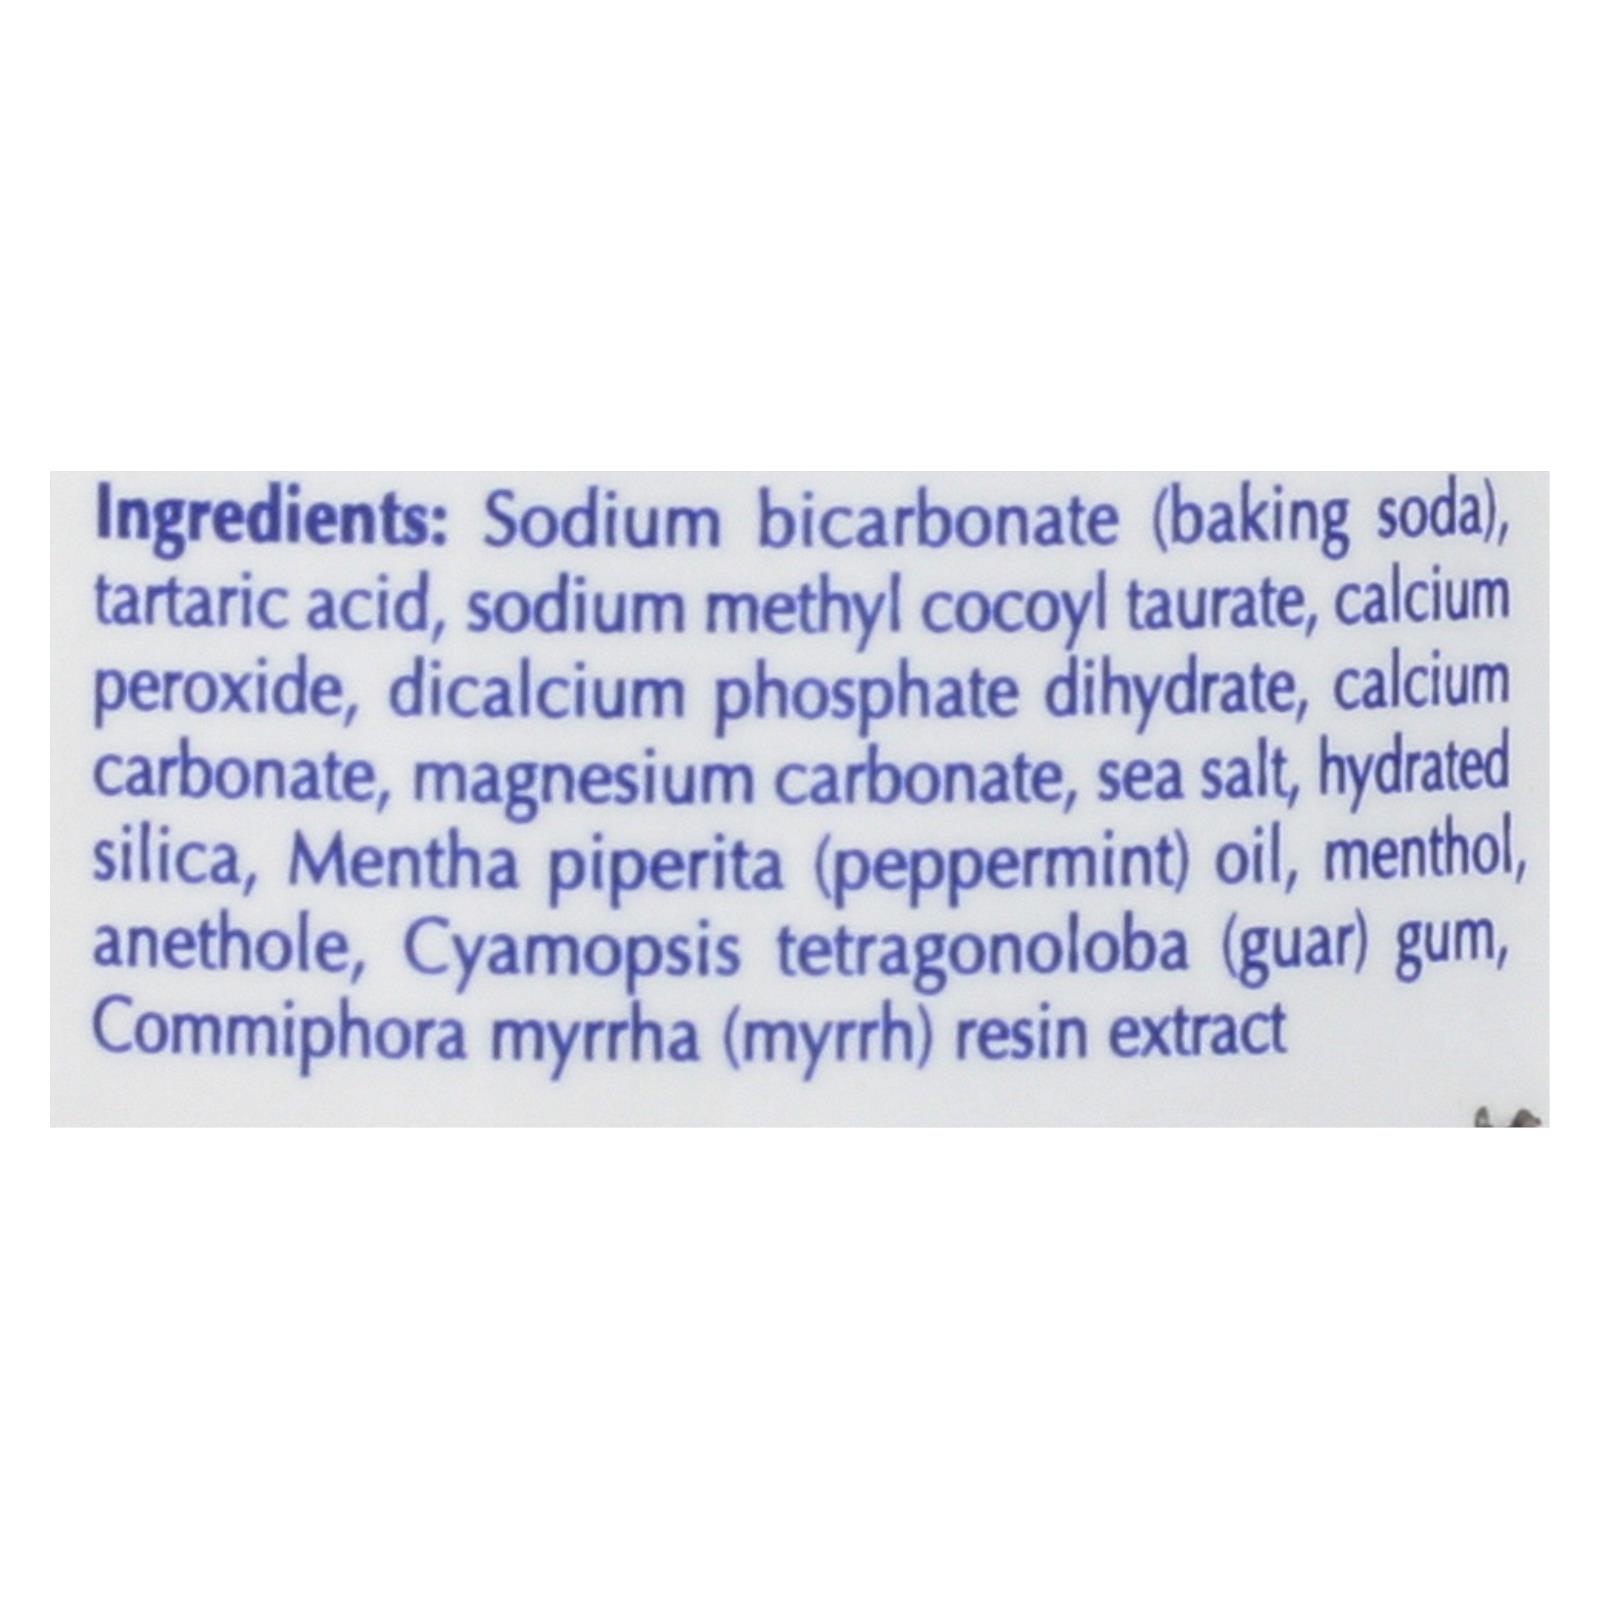 Ingredients: Sodium bicarbonate (baking soda),
tartaric acid, sodium methyl cocoyl taurate, calcium
peroxide, dicalcium phosphate dihydrate, calcium
carbonate, magnesium carbonate, sea salt, hydrated
silica, Mentha piperita (peppermint) oil, menthol,
anethole, Cyamopsis tetragonoloba (guar) gum,
Commiphora myrrha (myrrh) resin extract